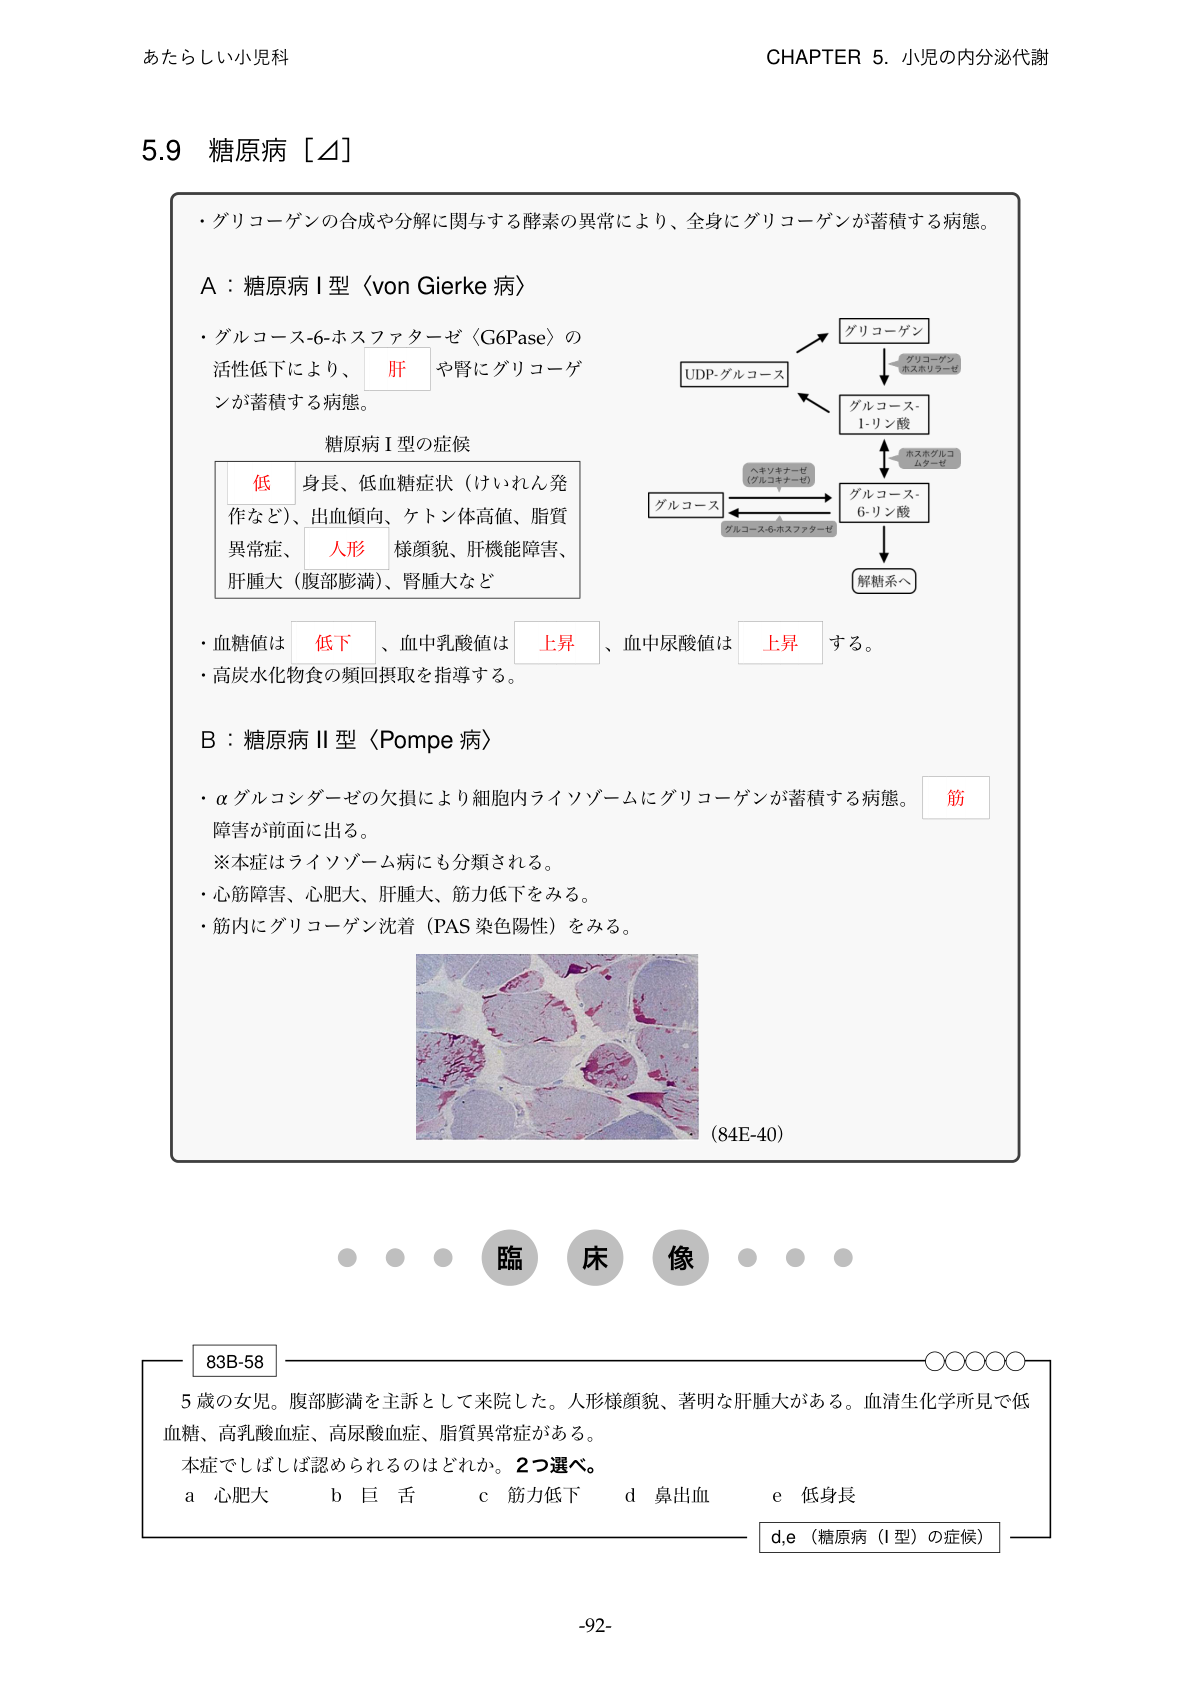 あたらしい小児科 CHAPTER 5. 小児の内分泌代謝
5.9 糖原病［⊿］
・グリコーゲンの合成や分解に関与する酵素の異常により、全身にグリコーゲンが蓄積する病態。
A：糖原病 I 型〈von Gierke 病〉
・グルコース-6-ホスファターゼ〈G6Pase〉の
活性低下により、 肝 や腎にグリコーゲ
ンが蓄積する病態。
糖原病 I 型の症候
低 身長、低血糖症状（けいれん発
作など）、出血傾向、ケトン体高値、脂質
異常症、 人形 様顔貌、肝機能障害、
肝腫大（腹部膨満）、腎腫大など
グリコーゲン
グリコーゲン
ホスホリラーゼ
UDP-グルコース
グルコース-
1-リン酸
ホスホグルコ
ムターゼ
ヘキソキナーゼ
(グルコキナーゼ)
グルコース
グルコース-
6-リン酸
グルコース-6-ホスファターゼ
解糖系へ
・血糖値は 低下 、血中乳酸値は 上昇 、血中尿酸値は 上昇 する。
・高炭水化物食の頻回摂取を指導する。
B：糖原病 II 型〈Pompe 病〉
・α グルコシダーゼの欠損により細胞内ライソゾームにグリコーゲンが蓄積する病態。 筋
障害が前面に出る。
※本症はライソゾーム病にも分類される。
・心筋障害、心肥大、肝腫大、筋力低下をみる。
・筋内にグリコーゲン沈着（PAS 染色陽性）をみる。
(84E-40)
臨 床 像
83B-58
5 歳の女児。腹部膨満を主訴として来院した。人形様顔貌、著明な肝腫大がある。血清生化学所見で低
血糖、高乳酸血症、高尿酸血症、脂質異常症がある。
本症でしばしば認められるのはどれか。2つ選べ。
a 心肥大 b 巨 舌 c 筋力低下 d 鼻出血 e 低身長
d,e （糖原病（I 型）の症候）
-92-